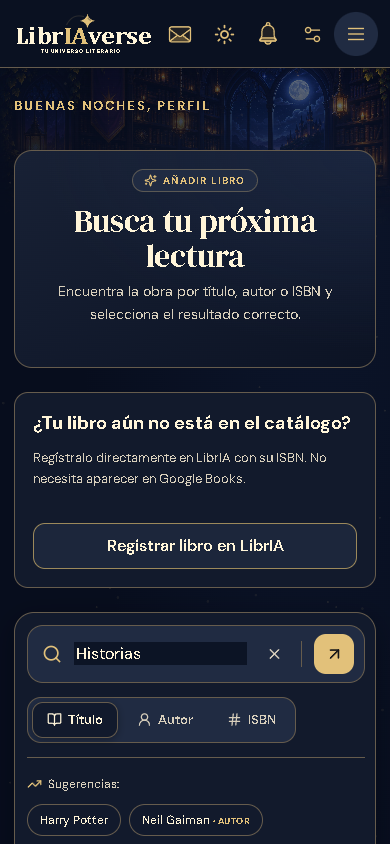 LibrIAverse
TU UNIVERSO LITERARIO
BUENAS NOCHES, PERFIL
AÑADIR LIBRO
Busca tu próxima
lectura
Encuentra la obra por título, autor o ISBN y
selecciona el resultado correcto.
¿Tu libro aún no está en el catálogo?
Regístralo directamente en LibrIA con su ISBN. No
necesita aparecer en Google Books.
Registrar libro en LibrIA
Historias
Título Autor ISBN
Sugerencias:
Harry Potter Neil Gaiman · AUTOR